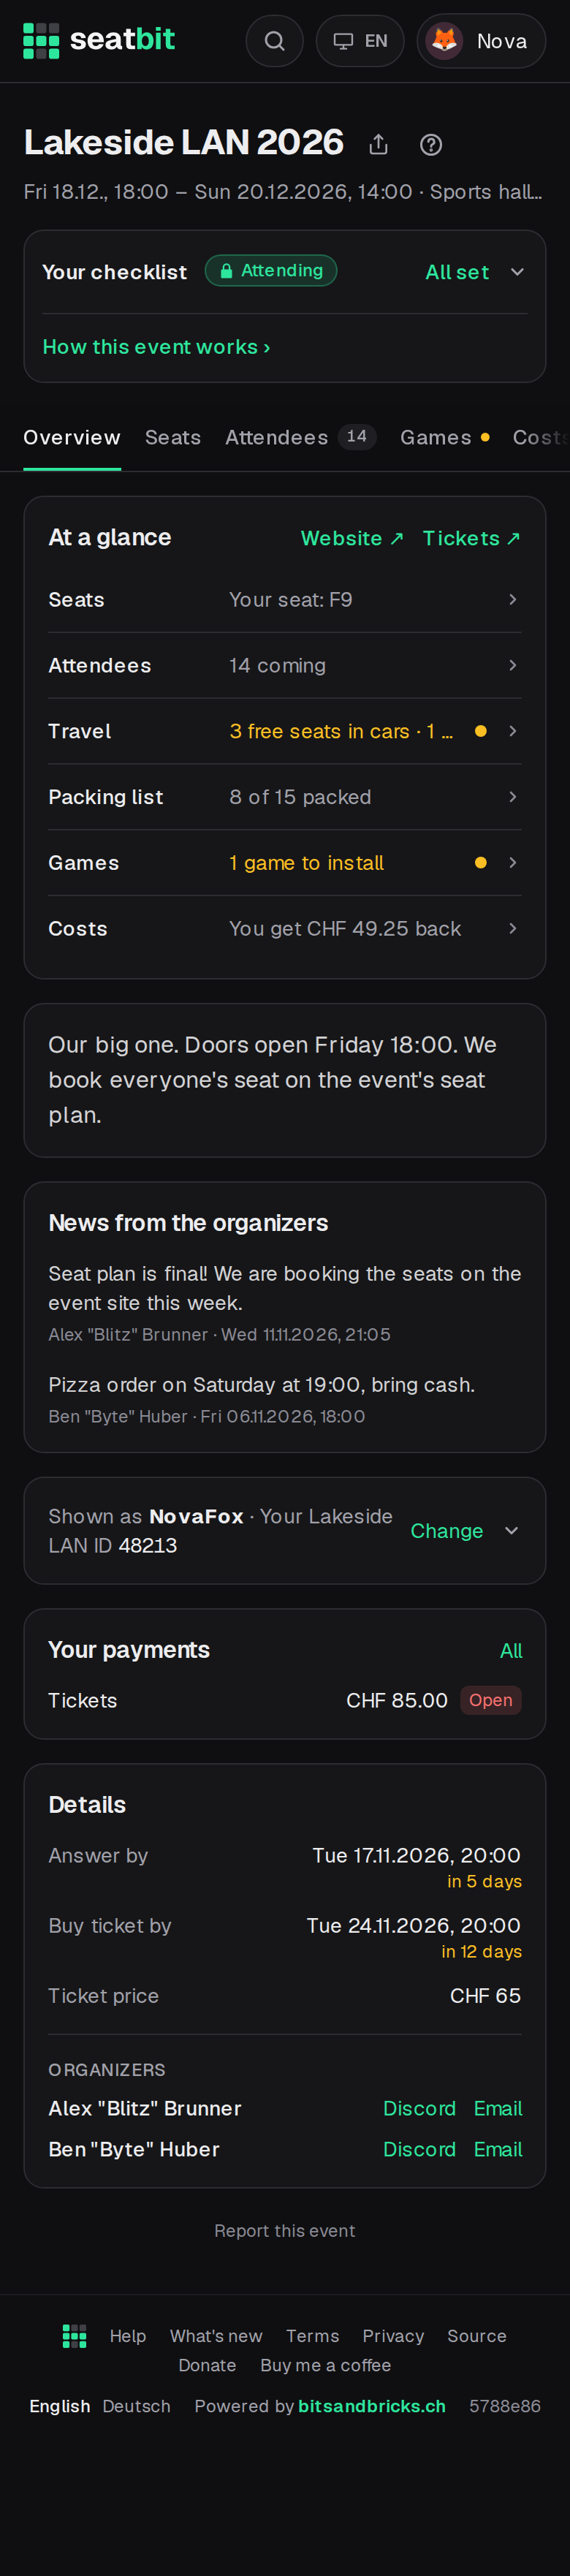 seatbit
EN
Nova
Lakeside LAN 2026
Fri 18.12., 18:00 – Sun 20.12.2026, 14:00 · Sports hall…
Your checklist
Attending
All set
How this event works ›
Overview
Seats
Attendees 14
Games
Costs
At a glance
Website ↗
Tickets ↗
Seats
Your seat: F9
Attendees
14 coming
Travel
3 free seats in cars · 1 …
Packing list
8 of 15 packed
Games
1 game to install
Costs
You get CHF 49.25 back
Our big one. Doors open Friday 18:00. We
book everyone's seat on the event's seat
plan.
News from the organizers
Seat plan is final! We are booking the seats on the
event site this week.
Alex "Blitz" Brunner · Wed 11.11.2026, 21:05
Pizza order on Saturday at 19:00, bring cash.
Ben "Byte" Huber · Fri 06.11.2026, 18:00
Shown as NovaFox · Your Lakeside
LAN ID 48213
Change
Your payments
All
Tickets
CHF 85.00
Open
Details
Answer by
Tue 17.11.2026, 20:00
in 5 days
Buy ticket by
Tue 24.11.2026, 20:00
in 12 days
Ticket price
CHF 65
ORGANIZERS
Alex "Blitz" Brunner
Discord
Email
Ben "Byte" Huber
Discord
Email
Report this event
Help
What's new
Terms
Privacy
Source
Donate
Buy me a coffee
English
Deutsch
Powered by bitsandbricks.ch
5788e86